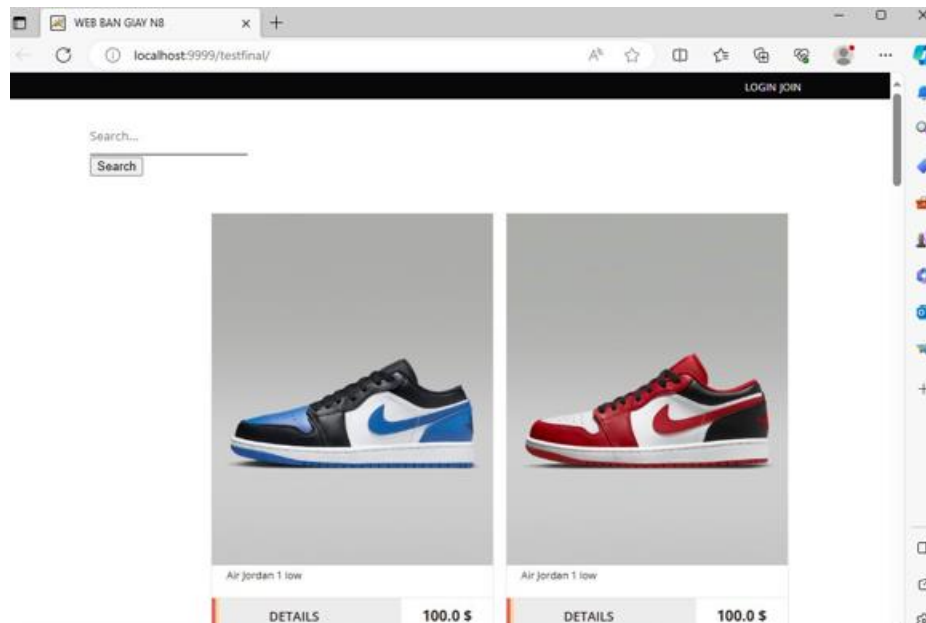 WEB BAN GIAY N8
localhost:9999/testfinal/
LOGIN JOIN
Search...
Search
Air Jordan 1 low
Air Jordan 1 low
DETAILS 100.0 $
DETAILS 100.0 $